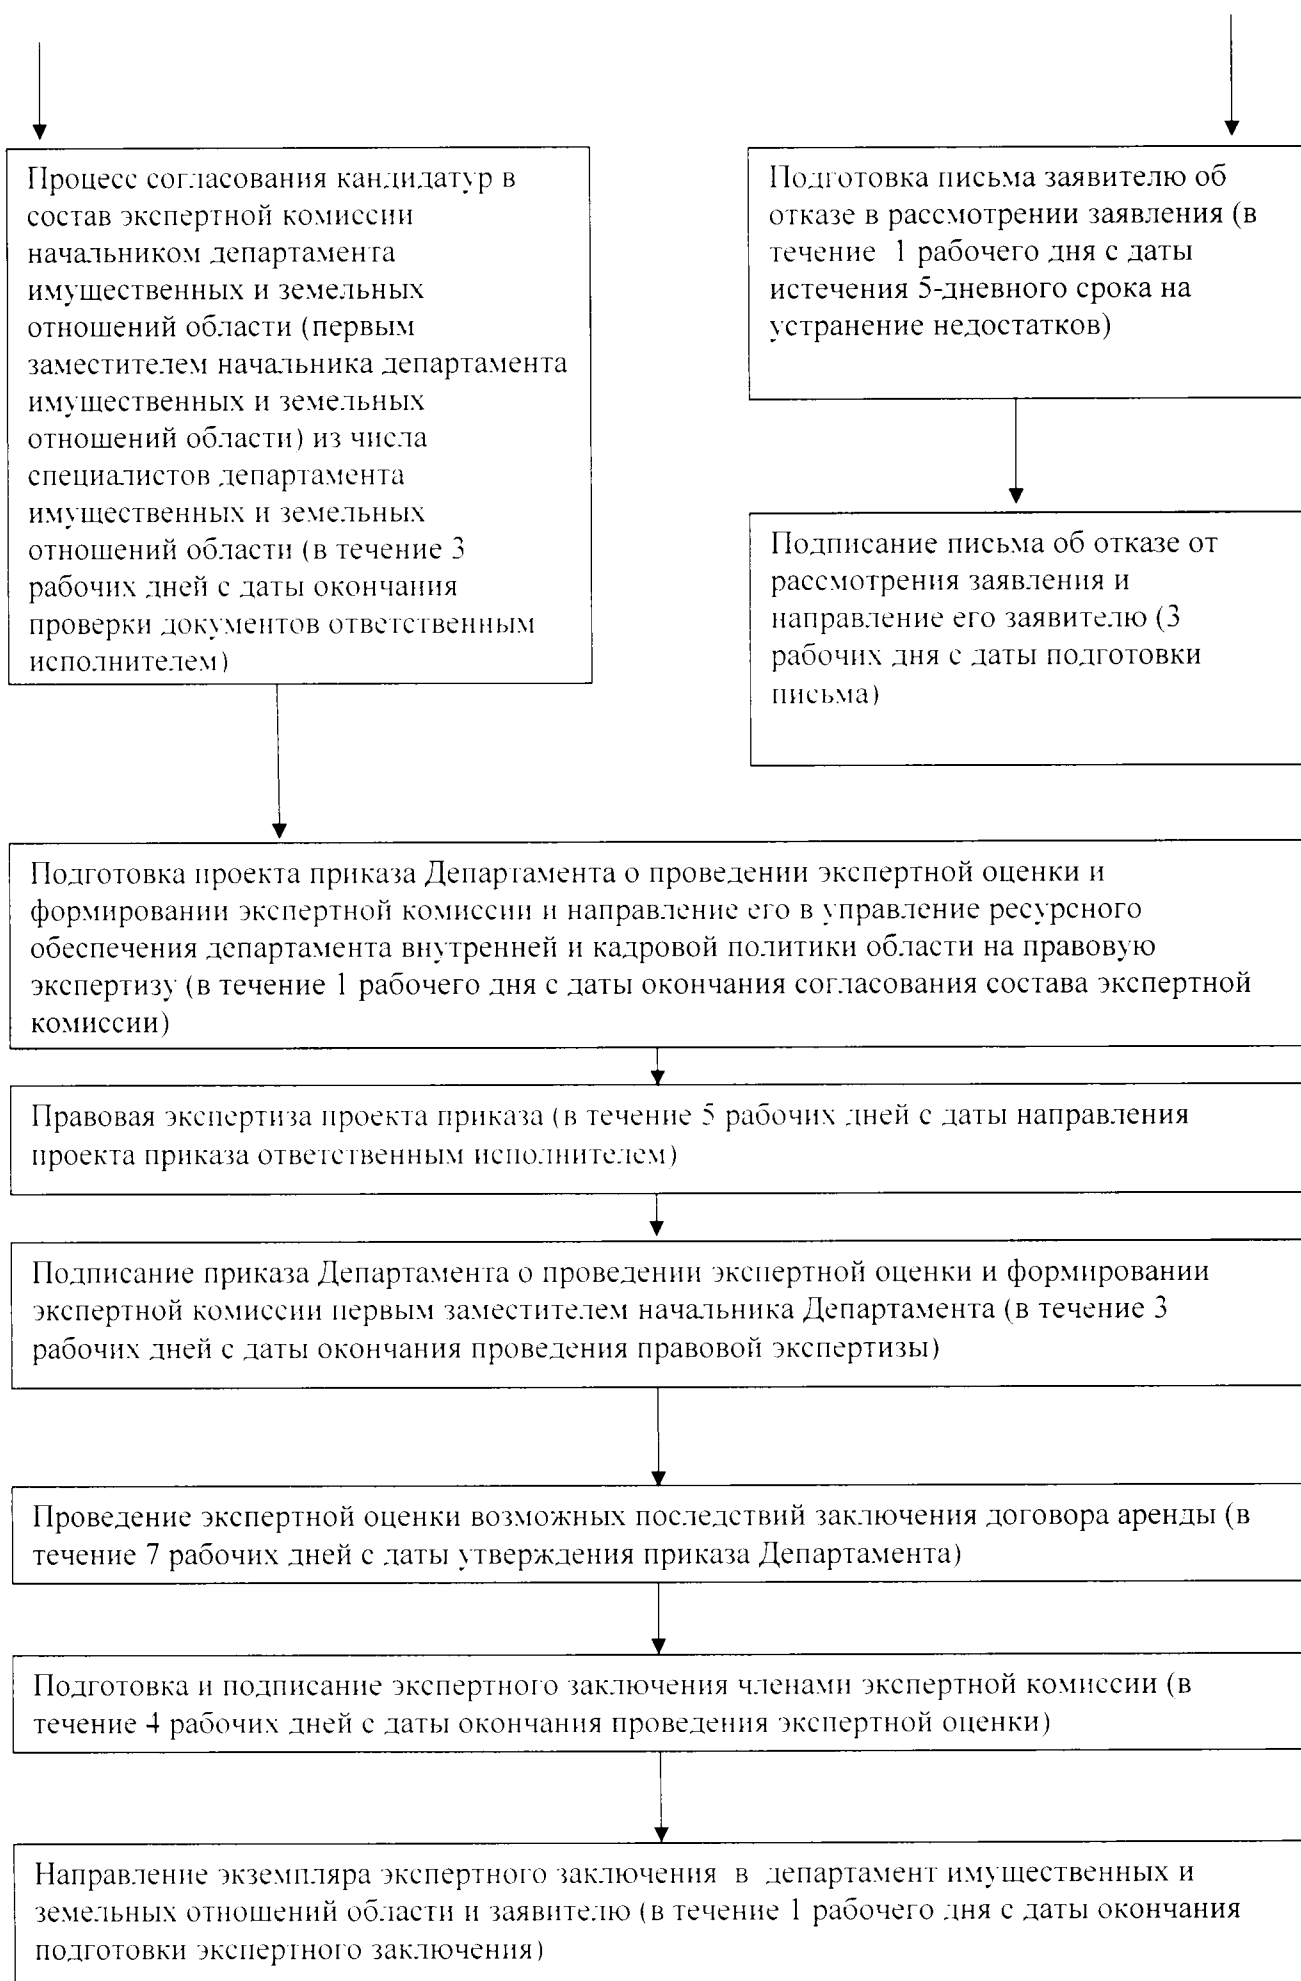 Процесс согласования кандидатур в
состав экспертной комиссии
начальником департамента
имущественных и земельных
отношений области (первым
заместителем начальника департамента
имущественных и земельных
отношений области) из числа
специалистов департамента
имущественных и земельных
отношений области (в течение 3
рабочих дней с даты окончания
проверки документов ответственным
исполнителем)
Подготовка письма заявителю об
отказе в рассмотрении заявления (в
течение 1 рабочего дня с даты
истечения 5-дневного срока на
устранение недостатков)
Подписание письма об отказе от
рассмотрения заявления и
направление его заявителю (3
рабочих дня с даты подготовки
письма)
Подготовка проекта приказа Департамента о проведении экспертной оценки и
формировании экспертной комиссии и направление его в управление ресурсного
обеспечения департамента внутренней и кадровой политики области на правовую
экспертизу (в течение 1 рабочего дня с даты окончания согласования состава экспертной
комиссии)
Правовая экспертиза проекта приказа (в течение 5 рабочих дней с даты направления
проекта приказа ответственным исполнителем)
Подписание приказа Департамента о проведении экспертной оценки и формировании
экспертной комиссии первым заместителем начальника Департамента (в течение 3
рабочих дней с даты окончания проведения правовой экспертизы)
Проведение экспертной оценки возможных последствий заключения договора аренды (в
течение 7 рабочих дней с даты утверждения приказа Департамента)
Подготовка и подписание экспертного заключения членами экспертной комиссии (в
течение 4 рабочих дней с даты окончания проведения экспертной оценки)
Направление экземпляра экспертного заключения в департамент имущественных и
земельных отношений области и заявителю (в течение 1 рабочего дня с даты окончания
подготовки экспертного заключения)